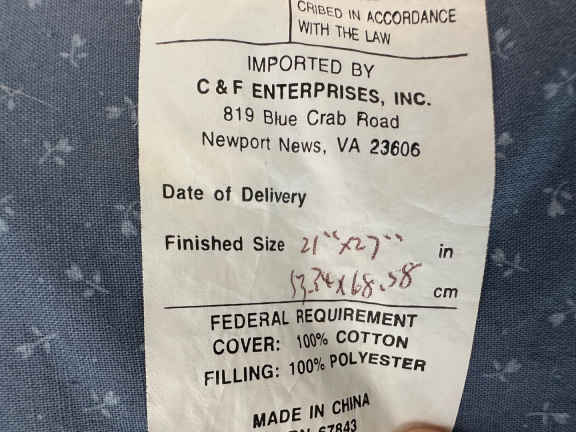 CRIBED IN ACCORDANCE
WITH THE LAW
IMPORTED BY
C & F ENTERPRISES, INC.
819 Blue Crab Road
Newport News, VA 23606
Date of Delivery
Finished Size 21"x27" in
53.34x68.58 cm
FEDERAL REQUIREMENT
COVER: 100% COTTON
FILLING: 100% POLYESTER
MADE IN CHINA
67843